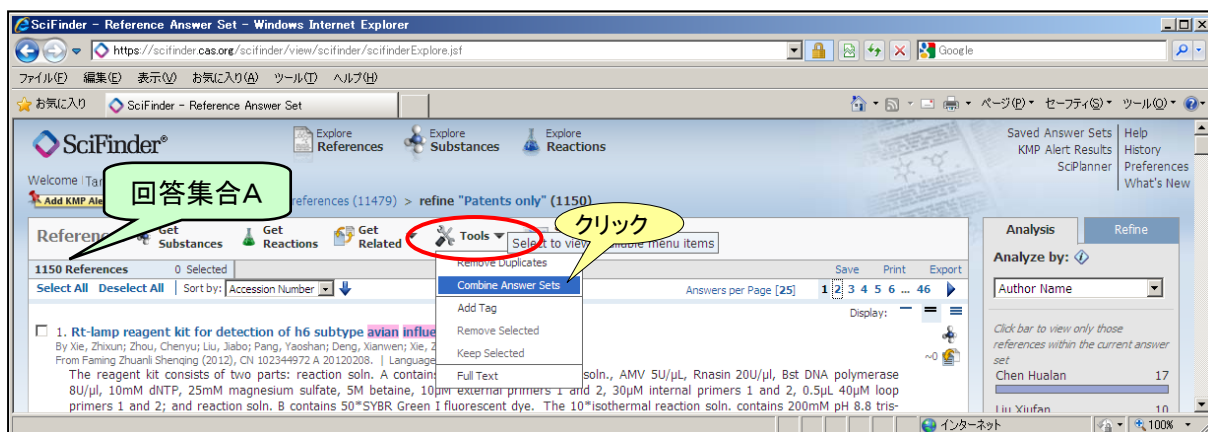 SciFinder - Reference Answer Set - Windows Internet Explorer
https://scifinder.cas.org/scifinder/view/scifinder/scifinderExplore.jsf
Google
ファイル(F) 編集(E) 表示(V) お気に入り(A) ツール(T) ヘルプ(H)
お気に入り SciFinder - Reference Answer Set
ページ(P) セーフティ(S) ツール(O)
SciFinder®
Explore References
Explore Substances
Explore Reactions
Saved Answer Sets Help
KMP Alert Results History
SciPlanner Preferences
What's New
Welcome Tar
回答集合A
Add KMP Ale
references (11479) > refine "Patents only" (1150)
クリック
Referenc
Get Substances
Get Reactions
Get Related
Tools
Select to view available menu items
Analysis Refine
Remove Duplicates
Combine Answer Sets
Add Tag
Remove Selected
Keep Selected
Full Text
Analyze by:
Author Name
1150 References 0 Selected
Save Print Export
Select All Deselect All Sort by: Accession Number
Answers per Page [25] 1 2 3 4 5 6 ... 46
Display:
1. Rt-lamp reagent kit for detection of h6 subtype avian influe
By Xie, Zhixun; Zhou, Chenyu; Liu, Jiabo; Pang, Yaoshan; Deng, Xianwen; Xie, Z
From Faming Zhuanli Shenqing (2012), CN 102344972 A 20120208. | Language
~0
The reagent kit consists of two parts: reaction soln. A contain soln., AMV 5U/μL, Rnasin 20U/μl, Bst DNA polymerase
8U/μl, 10mM dNTP, 25mM magnesium sulfate, 5M betaine, 10μM external primers 1 and 2, 30μM internal primers 1 and 2, 0.5μL 40μM loop
primers 1 and 2; and reaction soln. B contains 50*SYBR Green I fluorescent dye. The 10*isothermal reaction soln. contains 200mM pH 8.8 tris-
Click bar to view only those
references within the current answer
set
Chen Hualan 17
Liu Xiufan 10
インターネット 100%